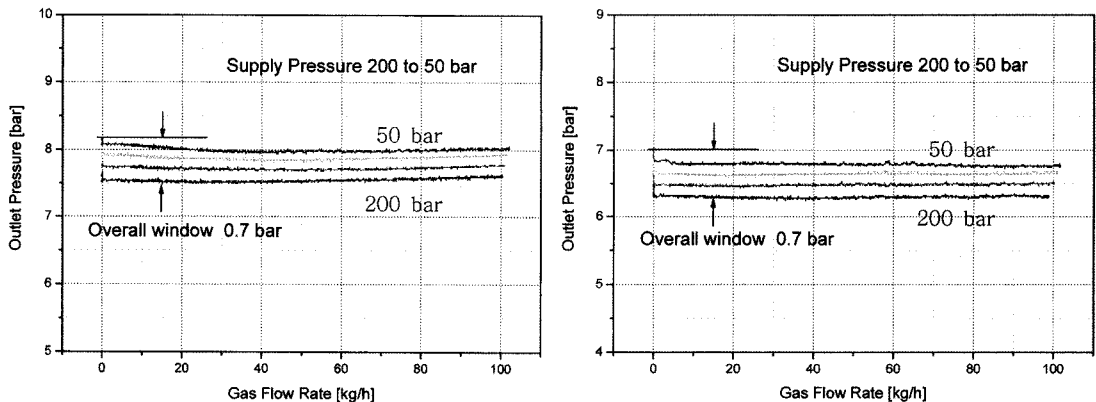 10
9
8
7
6
5
Outlet Pressure [bar]
Supply Pressure 200 to 50 bar
50 bar
200 bar
Overall window 0.7 bar
0
20
40
60
80
100
Gas Flow Rate [kg/h]
9
8
7
6
5
4
Outlet Pressure [bar]
Supply Pressure 200 to 50 bar
50 bar
200 bar
Overall window 0.7 bar
0
20
40
60
80
100
Gas Flow Rate [kg/h]